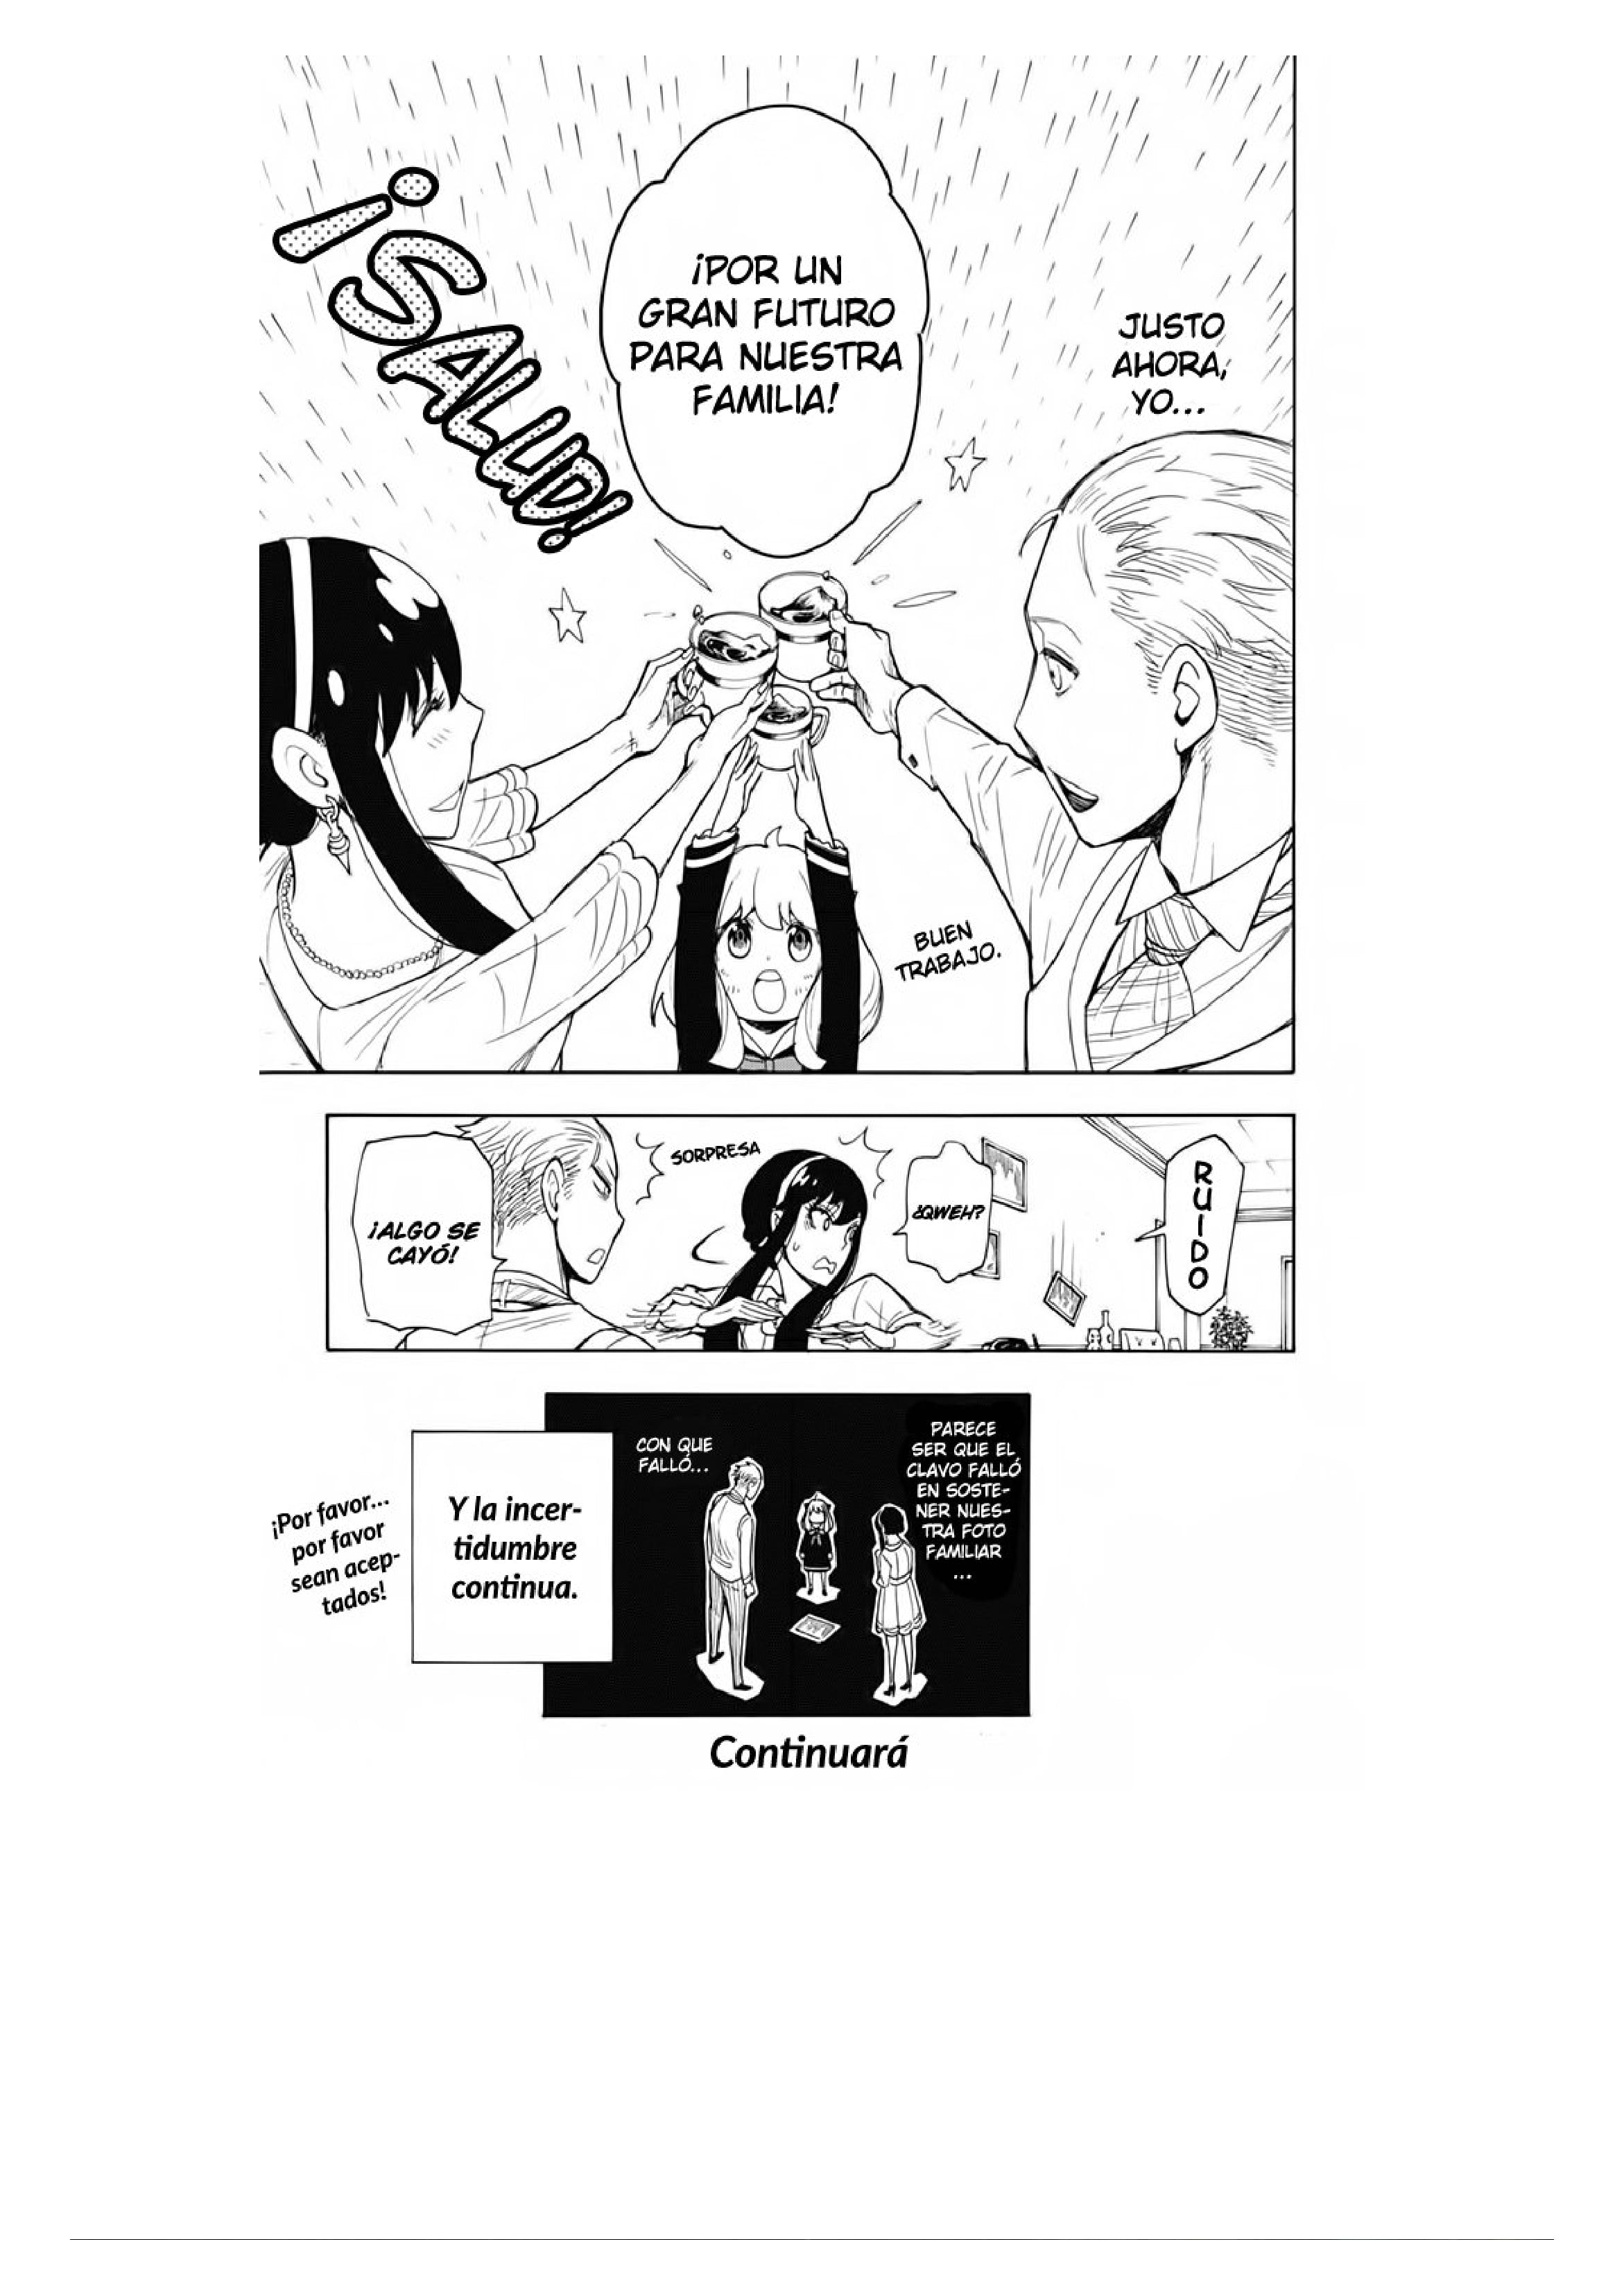 JUSTO
AHORA,
YO...
¡POR UN
GRAN FUTURO
PARA NUESTRA
FAMILIA!
¡SALUD!
BUEN
TRABAJO.
RUIDO
¿QWEH?
SORPRESA
¡ALGO SE
CAYÓ!
PARECE
SER QUE EL
CLAVO FALLÓ
EN SOSTE-
NER NUES-
TRA FOTO
FAMILIAR
...
CON QUE
FALLÓ...
Y la incer-
tidumbre
continua.
¡Por favor...
por favor
sean acep-
tados!
Continuará